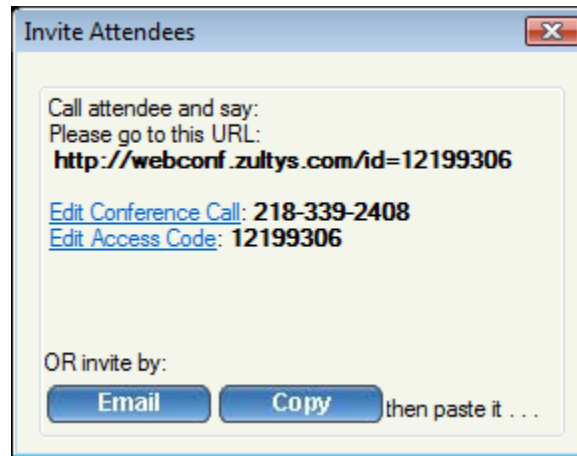 Invite Attendees
Call attendee and say:
Please go to this URL:
http://webconf.zultys.com/id=12199306
Edit Conference Call: 218-339-2408
Edit Access Code: 12199306
OR invite by:
Email Copy then paste it . . .